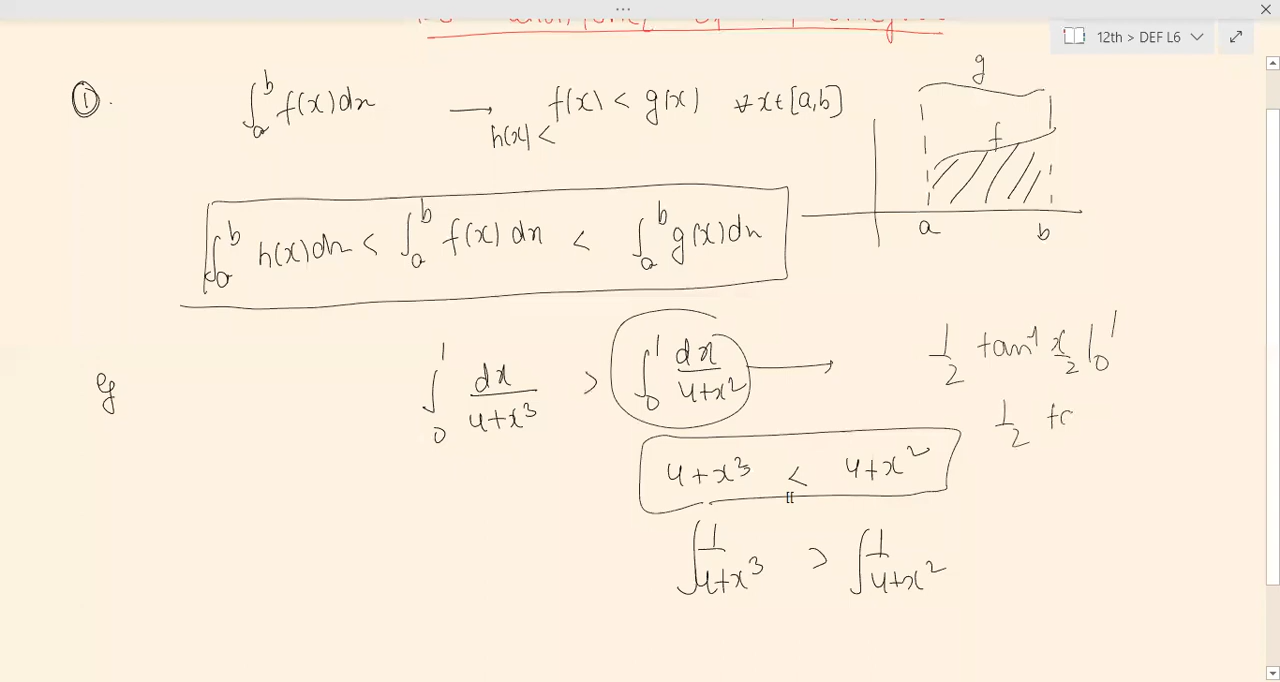 12th > DEF L6
g
① . ∫_a^b f(x)dx → f(x) < g(x) ∀ x ∈ [a,b]
h(x) <
f
∫_a^b h(x)dx < ∫_a^b f(x)dx < ∫_a^b g(x)dx
a b
eg ∫_0^1 dx/(4+x³) > ∫_0^1 dx/(4+x²) → 1/2 tan⁻¹ x/2 |_0^1
1/2
4+x³ < 4+x²
∫ 1/(4+x³) > ∫ 1/(4+x²)